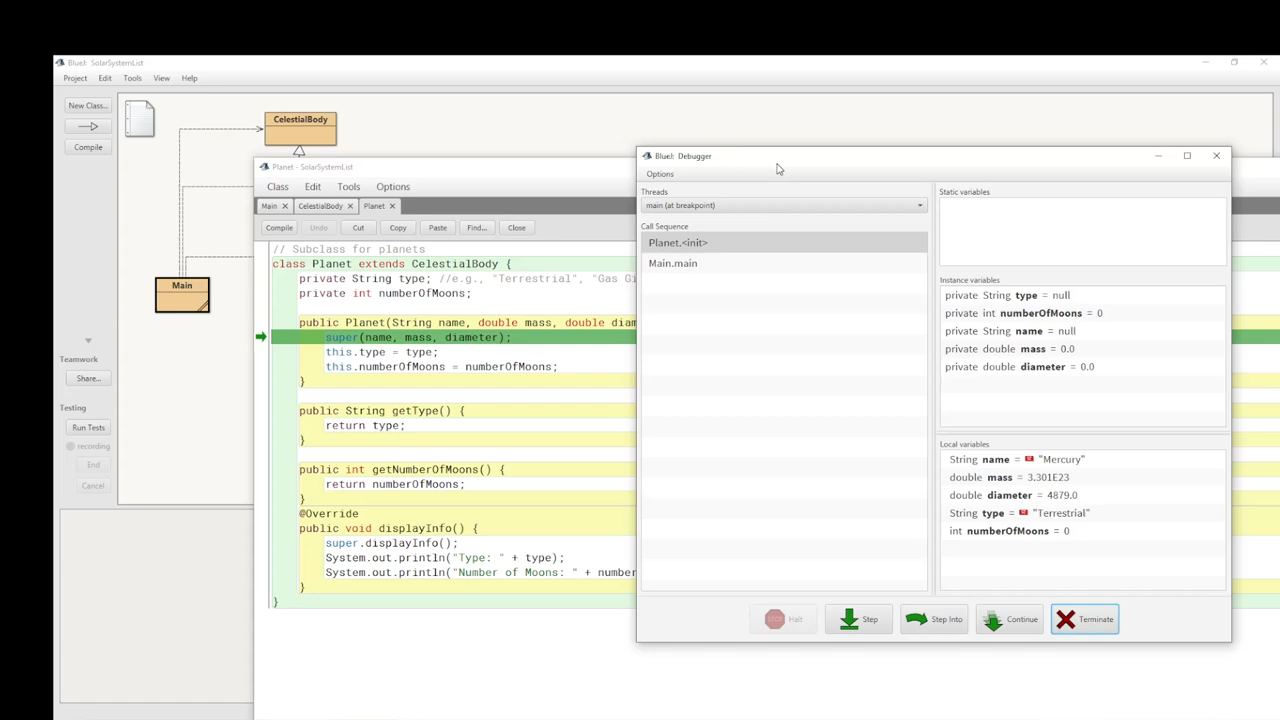 BlueJ: SolarSystemList
Project Edit Tools View Help
New Class...
Compile
CelestialBody
Main
Teamwork
Share...
Testing
Run Tests
recording
End
Cancel
Planet - SolarSystemList
Class Edit Tools Options
Main × CelestialBody × Planet ×
Compile Undo Cut Copy Paste Find... Close
// Subclass for planets
class Planet extends CelestialBody {
private String type; //e.g., "Terrestrial", "Gas Gi
private int numberOfMoons;
public Planet(String name, double mass, double diam
super(name, mass, diameter);
this.type = type;
this.numberOfMoons = numberOfMoons;
}
public String getType() {
return type;
}
public int getNumberOfMoons() {
return numberOfMoons;
}
@Override
public void displayInfo() {
super.displayInfo();
System.out.println("Type: " + type);
System.out.println("Number of Moons: " + number
}
}
BlueJ: Debugger
Options
Threads
main (at breakpoint)
Call Sequence
Planet.<init>
Main.main
Static variables
Instance variables
private String type = null
private int numberOfMoons = 0
private String name = null
private double mass = 0.0
private double diameter = 0.0
Local variables
String name = "Mercury"
double mass = 3.301E23
double diameter = 4879.0
String type = "Terrestrial"
int numberOfMoons = 0
STOP Halt Step Step Into Continue Terminate